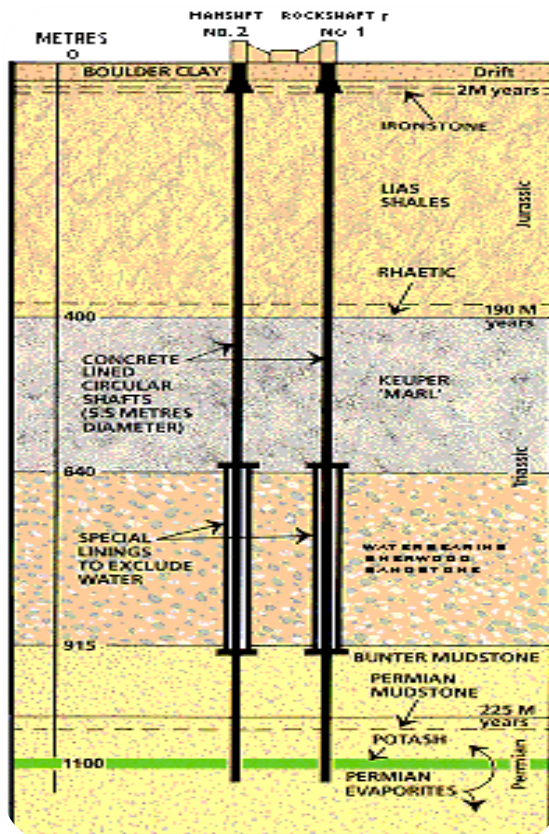 MANSHFT ROCKSHAFT r
NO. 2 NO 1
METRES
0
BOULDER CLAY
Drift
2M years
IRONSTONE
LIAS
SHALES
Jurassic
RHAETIC
400
190 M
years
CONCRETE
LINED
CIRCULAR
SHAFTS
(5.5 METRES
DIAMETER)
KEUPER
'MARL'
640
Triassic
SPECIAL
LININGS
TO EXCLUDE
WATER
WATER BEARING
SHERWOOD
SANDSTONE
915
BUNTER MUDSTONE
PERMIAN
MUDSTONE
225 M
years
POTASH
1100
PERMIAN
EVAPORITES
Permian